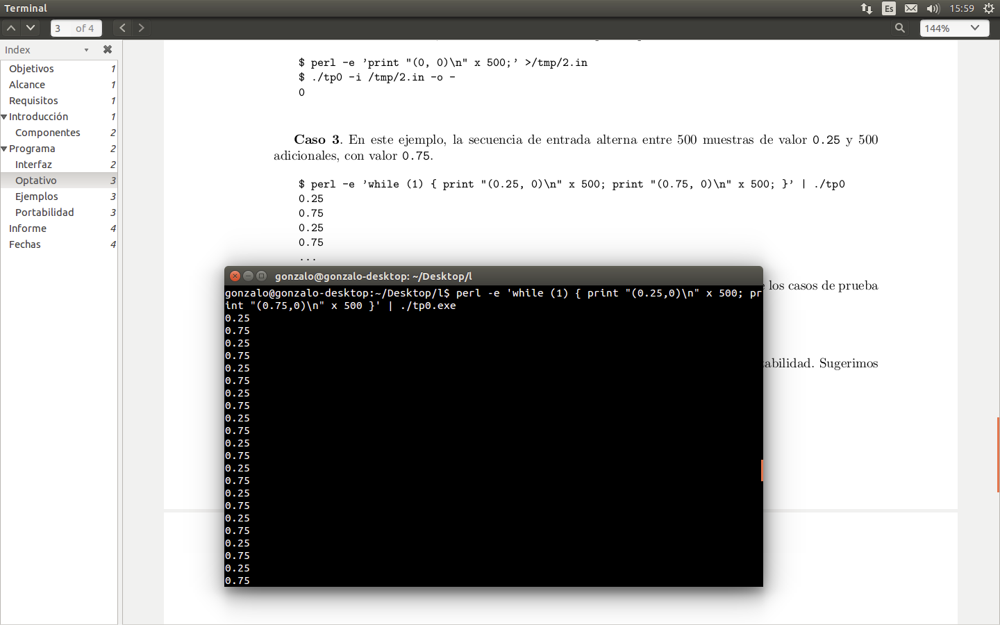 Terminal
Es
15:59
3 of 4
144%
Index
Objetivos 1
Alcance 1
Requisitos 1
Introducción 1
Componentes 2
Programa 2
Interfaz 2
Optativo 3
Ejemplos 3
Portabilidad 3
Informe 4
Fechas 4
$ perl -e ’print "(0, 0)\n" x 500;’ >/tmp/2.in
$ ./tp0 -i /tmp/2.in -o -
0
Caso 3. En este ejemplo, la secuencia de entrada alterna entre 500 muestras de valor 0.25 y 500
adicionales, con valor 0.75.
$ perl -e ’while (1) { print "(0.25, 0)\n" x 500; print "(0.75, 0)\n" x 500; }’ | ./tp0
0.25
0.75
0.25
0.75
...
los casos de prueba
Sugerimos
gonzalo@gonzalo-desktop: ~/Desktop/l
gonzalo@gonzalo-desktop:~/Desktop/l$ perl -e 'while (1) { print "(0.25,0)\n" x 500; pr
int "(0.75,0)\n" x 500 }' | ./tp0.exe
0.25
0.75
0.25
0.75
0.25
0.75
0.25
0.75
0.25
0.75
0.25
0.75
0.25
0.75
0.25
0.75
0.25
0.75
0.25
0.75
0.25
0.75